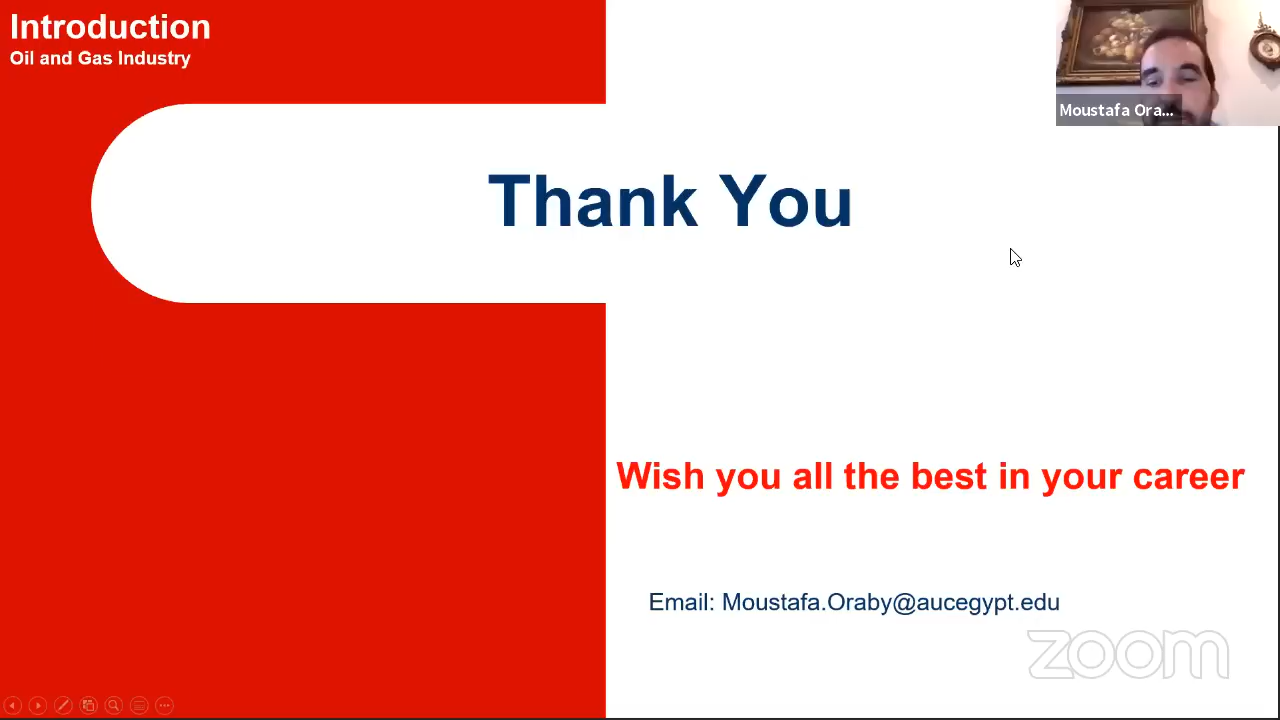 Introduction
Oil and Gas Industry
Moustafa Ora...
Thank You
Wish you all the best in your career
Email: Moustafa.Oraby@aucegypt.edu
zoom